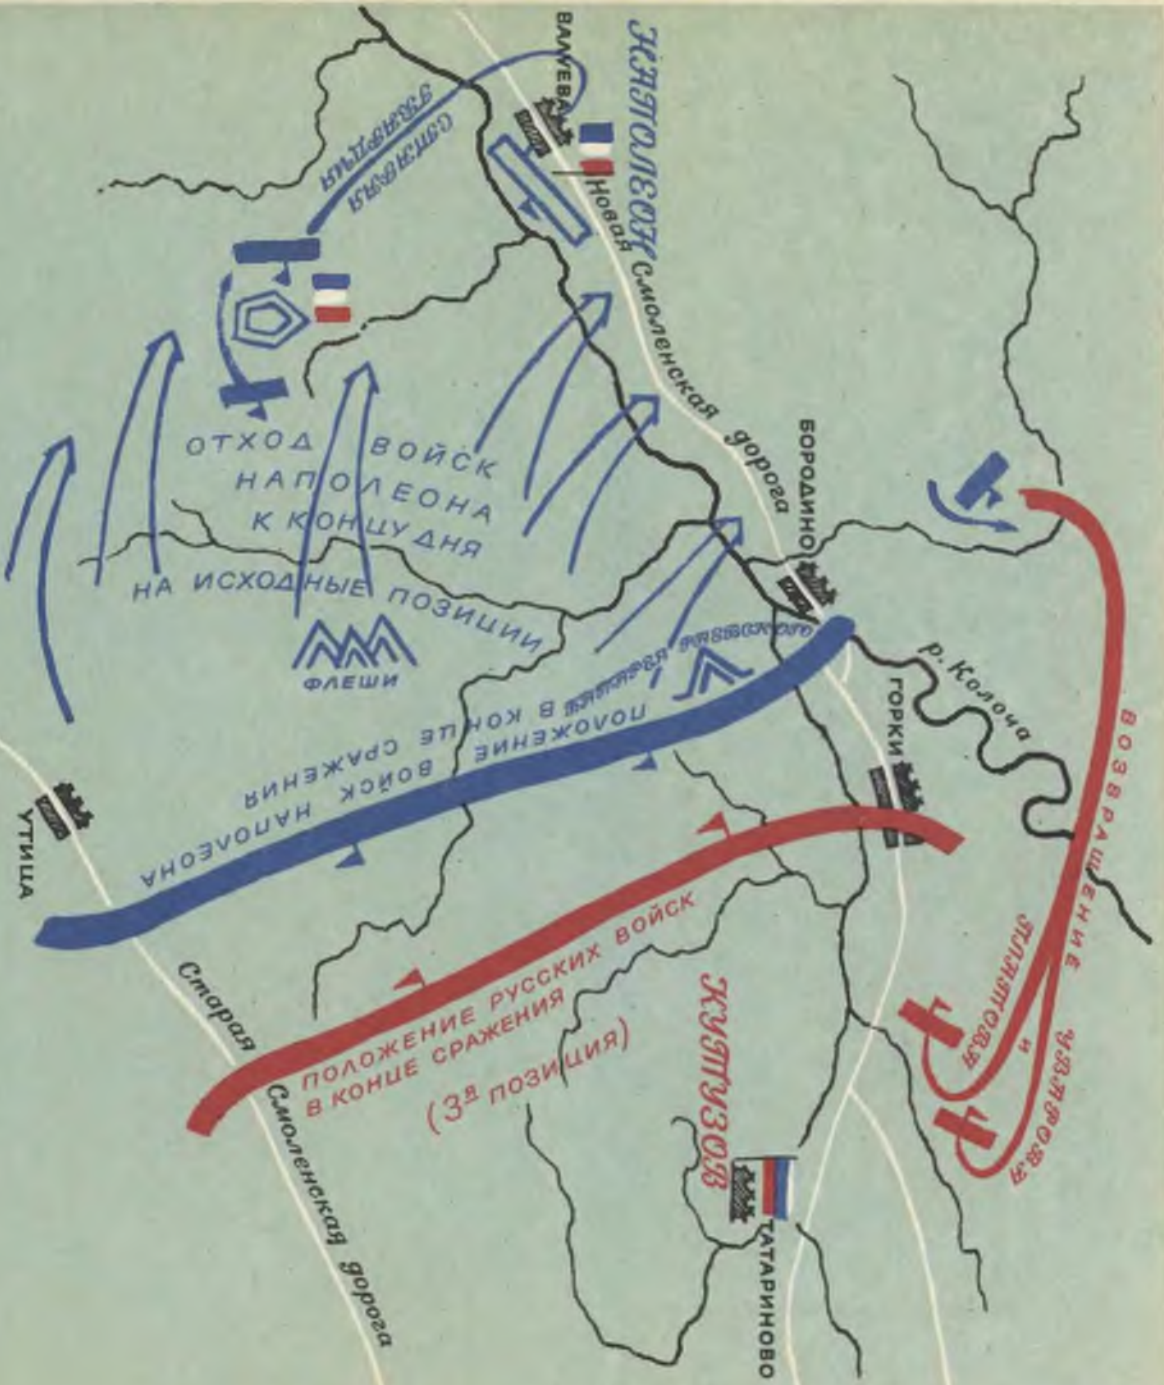 НАПОЛЕОН
ВАЛУЕВА
Новая Смоленская дорога
СТАРАЯ
ГВАРДИЯ
БОРОДИНО
р. Колоча
ГОРКИ
ОТХОД ВОЙСК
НАПОЛЕОНА
К КОНЦУ ДНЯ
НА ИСХОДНЫЕ ПОЗИЦИИ
ФЛЕШИ
ПОЛОЖЕНИЕ ВОЙСК НАПОЛЕОНА
В КОНЦЕ СРАЖЕНИЯ
УТИЦА
Старая Смоленская дорога
ПОЛОЖЕНИЕ РУССКИХ ВОЙСК
В КОНЦЕ СРАЖЕНИЯ
(3я ПОЗИЦИЯ)
ВОЗВРАЩЕНИЕ
ПЛАТОВА
и
УВАРОВА
КУТУЗОВ
ТАТАРИНОВО